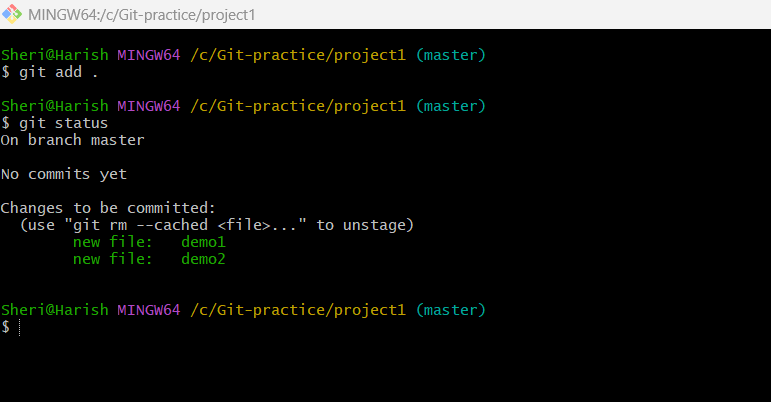 MINGW64:/c/Git-practice/project1
Sheri@Harish MINGW64 /c/Git-practice/project1 (master)
$ git add .
Sheri@Harish MINGW64 /c/Git-practice/project1 (master)
$ git status
On branch master
No commits yet
Changes to be committed:
  (use "git rm --cached <file>..." to unstage)
        new file:   demo1
        new file:   demo2
Sheri@Harish MINGW64 /c/Git-practice/project1 (master)
$